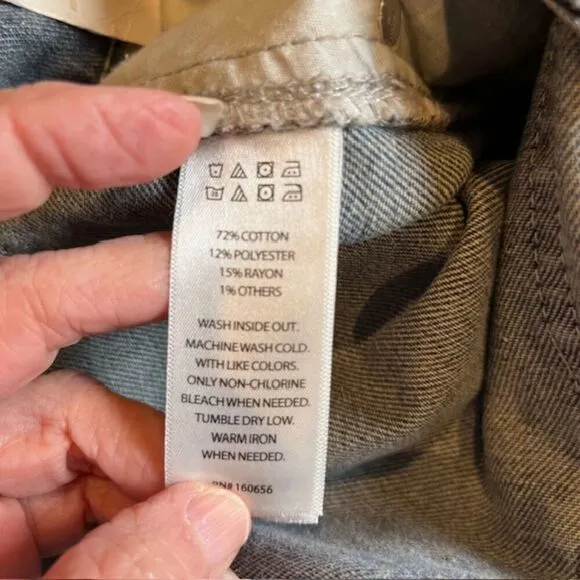 72% COTTON
12% POLYESTER
15% RAYON
1% OTHERS
WASH INSIDE OUT.
MACHINE WASH COLD.
WITH LIKE COLORS.
ONLY NON-CHLORINE
BLEACH WHEN NEEDED.
TUMBLE DRY LOW.
WARM IRON
WHEN NEEDED.
RN# 160656